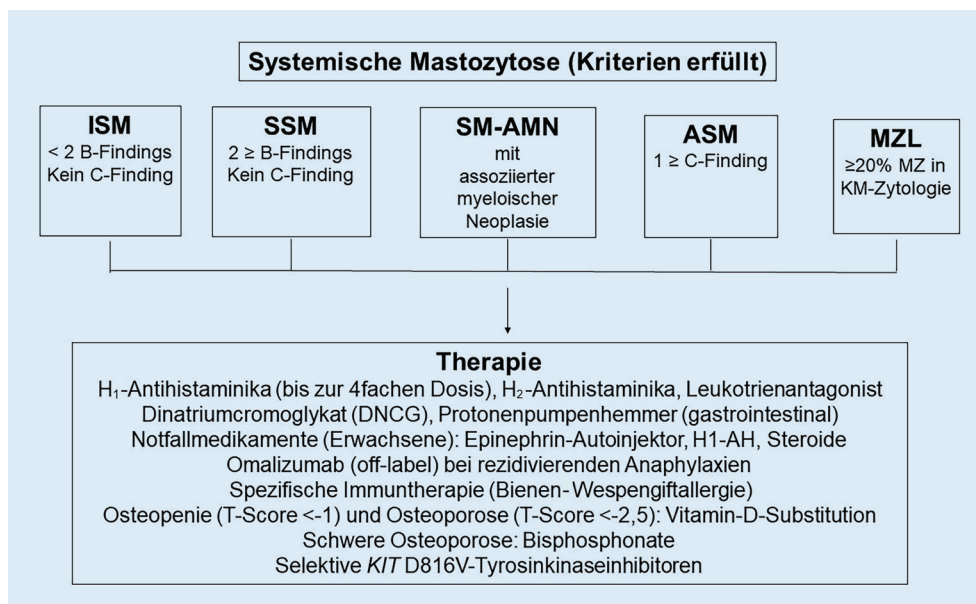 Systemische Mastozytose (Kriterien erfüllt)
ISM
< 2 B-Findings
Kein C-Finding
SSM
2 ≥ B-Findings
Kein C-Finding
SM-AMN
mit
assoziierter
myeloischer
Neoplasie
ASM
1 ≥ C-Finding
MZL
≥20% MZ in
KM-Zytologie
Therapie
H₁-Antihistaminika (bis zur 4fachen Dosis), H₂-Antihistaminika, Leukotrienantagonist
Dinatriumcromoglykat (DNCG), Protonenpumpenhemmer (gastrointestinal)
Notfallmedikamente (Erwachsene): Epinephrin-Autoinjektor, H1-AH, Steroide
Omalizumab (off-label) bei rezidivierenden Anaphylaxien
Spezifische Immuntherapie (Bienen- Wespengiftallergie)
Osteopenie (T-Score <-1) und Osteoporose (T-Score <-2,5): Vitamin-D-Substitution
Schwere Osteoporose: Bisphosphonate
Selektive KIT D816V-Tyrosinkinaseinhibitoren